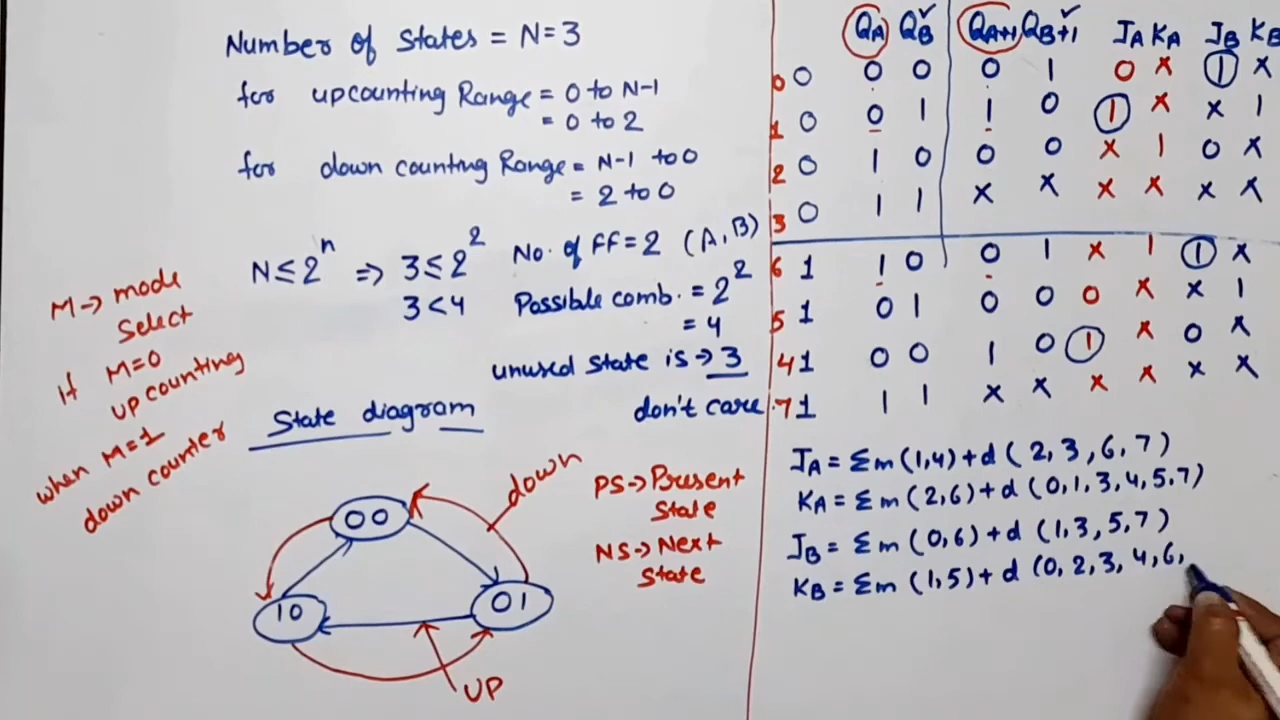 Number of states = N=3
for upcounting Range = 0 to N-1
= 0 to 2
for down counting Range = N-1 to 0
= 2 to 0
N ≤ 2^n => 3 ≤ 2^2
3 < 4
No. of FF = 2 (A, B)
Possible comb. = 2^2
= 4
unused state is → 3
don't care
M → mode
select
if M=0
up counting
when M=1
down counter
State diagram
00
10
01
down
UP
PS → Present
State
NS → Next
State
QA QB QA+1 QB+1 JA KA JB KB
0 0 0 0 0 1 0 x 1 x
1 0 0 1 1 0 1 x x 1
2 0 1 0 0 0 x 1 0 x
3 0 1 1 x x x x x x
6 1 1 0 0 1 x 1 1 x
5 1 0 1 0 0 0 x x 1
4 1 0 0 1 0 1 x 0 x
7 1 1 1 x x x x x x
JA = Σm (1,4) + d ( 2, 3, 6, 7)
KA = Σm (2,6) + d (0,1,3,4,5,7)
JB = Σm (0,6) + d (1,3,5,7)
KB = Σm (1,5) + d (0, 2, 3, 4, 6,